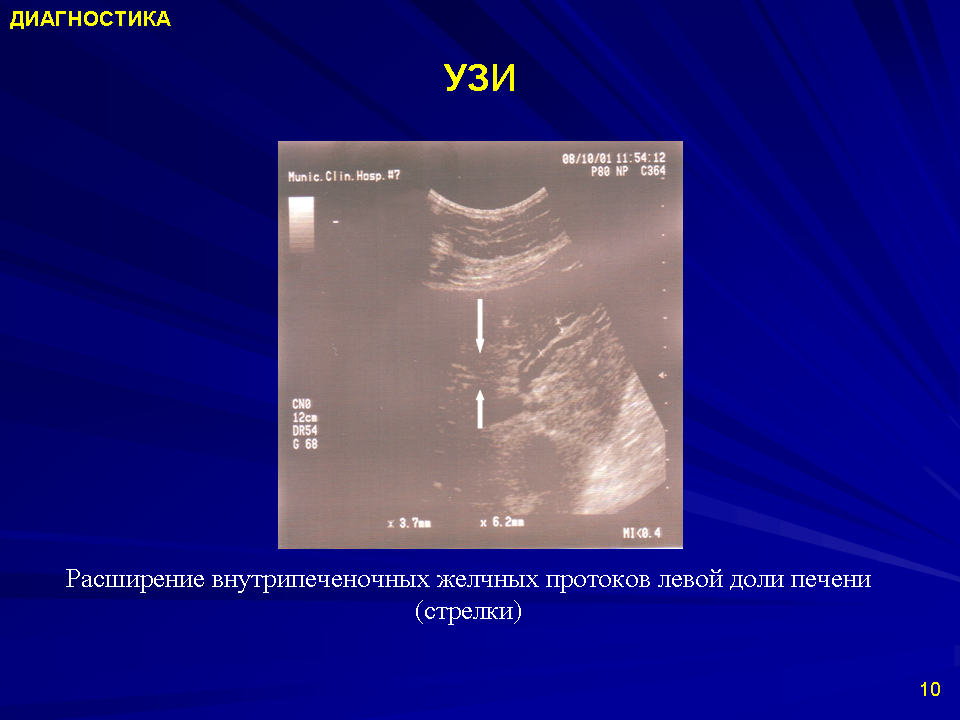 ДИАГНОСТИКА
УЗИ
Munic.Clin.Hosp.#7
08/10/01 11:54:12
P80 NP C364
CN0
12cm
DR54
G 68
x 3.7mm x 6.2mm
MI<0.4
Расширение внутрипеченочных желчных протоков левой доли печени
(стрелки)
10